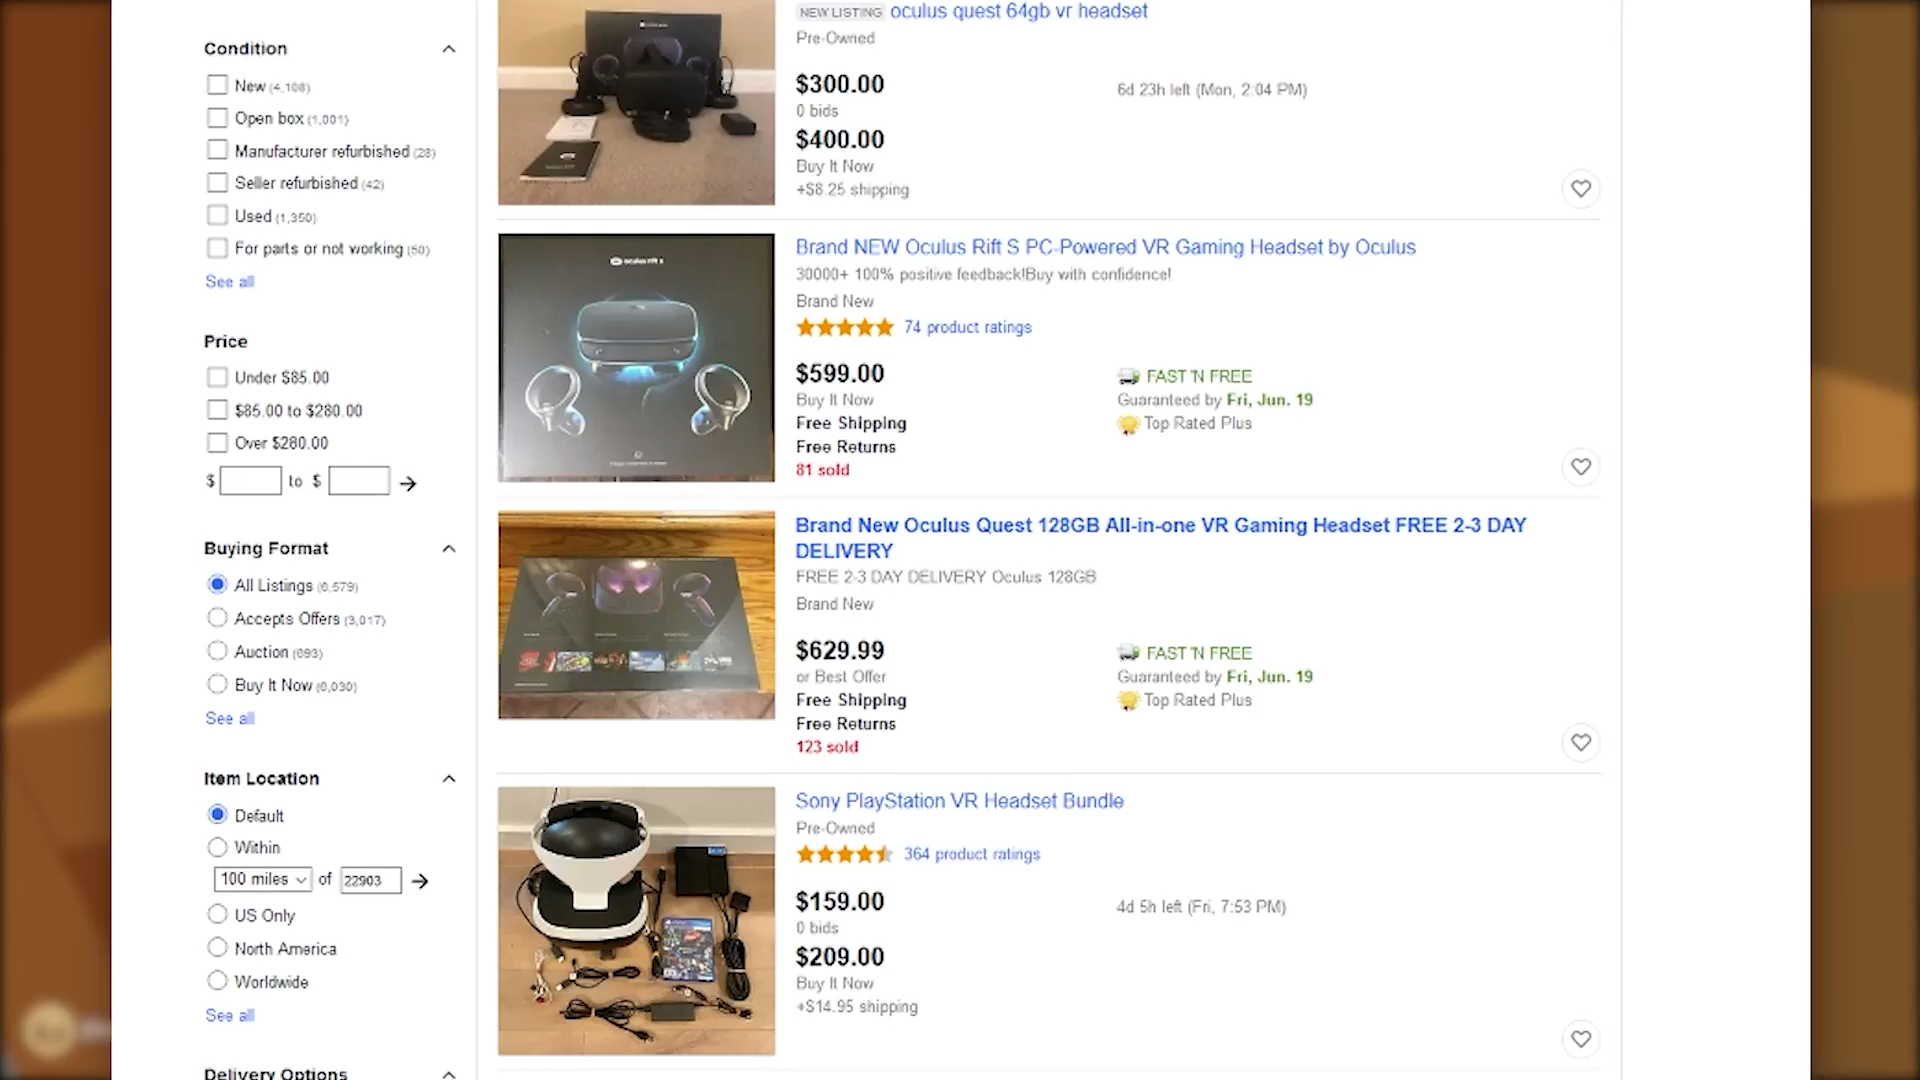 Condition
New (4,108)
Open box (1,001)
Manufacturer refurbished (28)
Seller refurbished (42)
Used (1,350)
For parts or not working (50)
See all
Price
Under $85.00
$85.00 to $280.00
Over $280.00
$ to $
Buying Format
All Listings (6,579)
Accepts Offers (3,017)
Auction (693)
Buy It Now (6,030)
See all
Item Location
Default
Within
100 miles of 22903
US Only
North America
Worldwide
See all
Delivery Options
NEW LISTING oculus quest 64gb vr headset
Pre-Owned
$300.00
0 bids
$400.00
Buy It Now
+$8.25 shipping
6d 23h left (Mon, 2:04 PM)
oculus rift s
Brand NEW Oculus Rift S PC-Powered VR Gaming Headset by Oculus
30000+ 100% positive feedback!Buy with confidence!
Brand New
74 product ratings
$599.00
Buy It Now
Free Shipping
Free Returns
81 sold
FAST 'N FREE
Guaranteed by Fri, Jun. 19
Top Rated Plus
Brand New Oculus Quest 128GB All-in-one VR Gaming Headset FREE 2-3 DAY
DELIVERY
FREE 2-3 DAY DELIVERY Oculus 128GB
Brand New
$629.99
or Best Offer
Free Shipping
Free Returns
123 sold
FAST 'N FREE
Guaranteed by Fri, Jun. 19
Top Rated Plus
Sony PlayStation VR Headset Bundle
Pre-Owned
364 product ratings
$159.00
0 bids
$209.00
Buy It Now
+$14.95 shipping
4d 5h left (Fri, 7:53 PM)